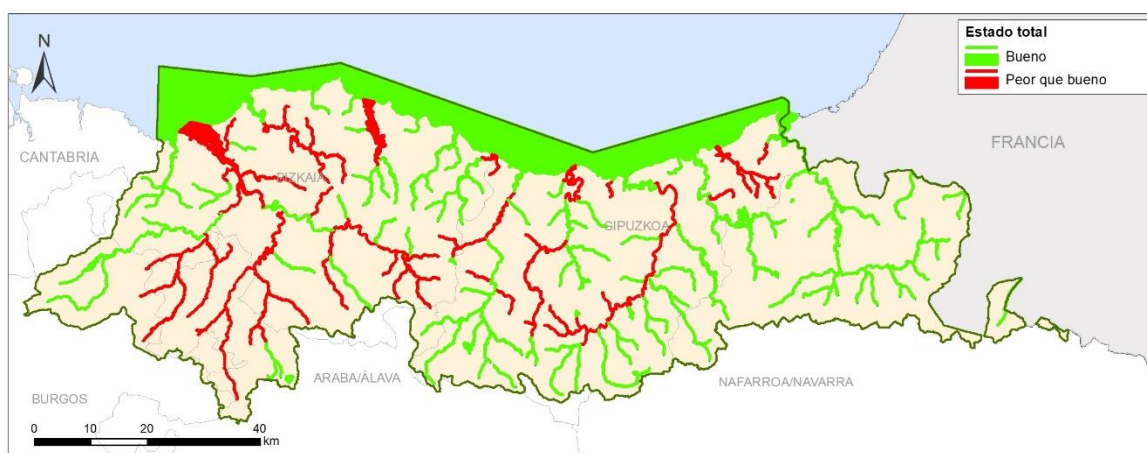 N
Estado total
Bueno
Peor que bueno
CANTABRIA
FRANCIA
BIZKAIA
GIPUZKOA
ARABA/ÁLAVA
NAFARROA/NAVARRA
BURGOS
0 10 20 40
km